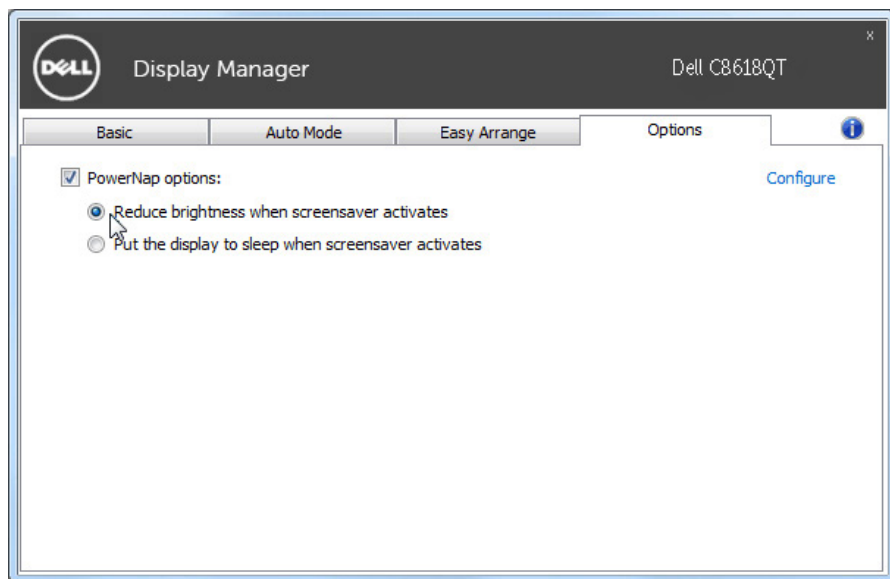 DELL Display Manager Dell C8618QT x
Basic Auto Mode Easy Arrange Options i
PowerNap options: Configure
Reduce brightness when screensaver activates
Put the display to sleep when screensaver activates